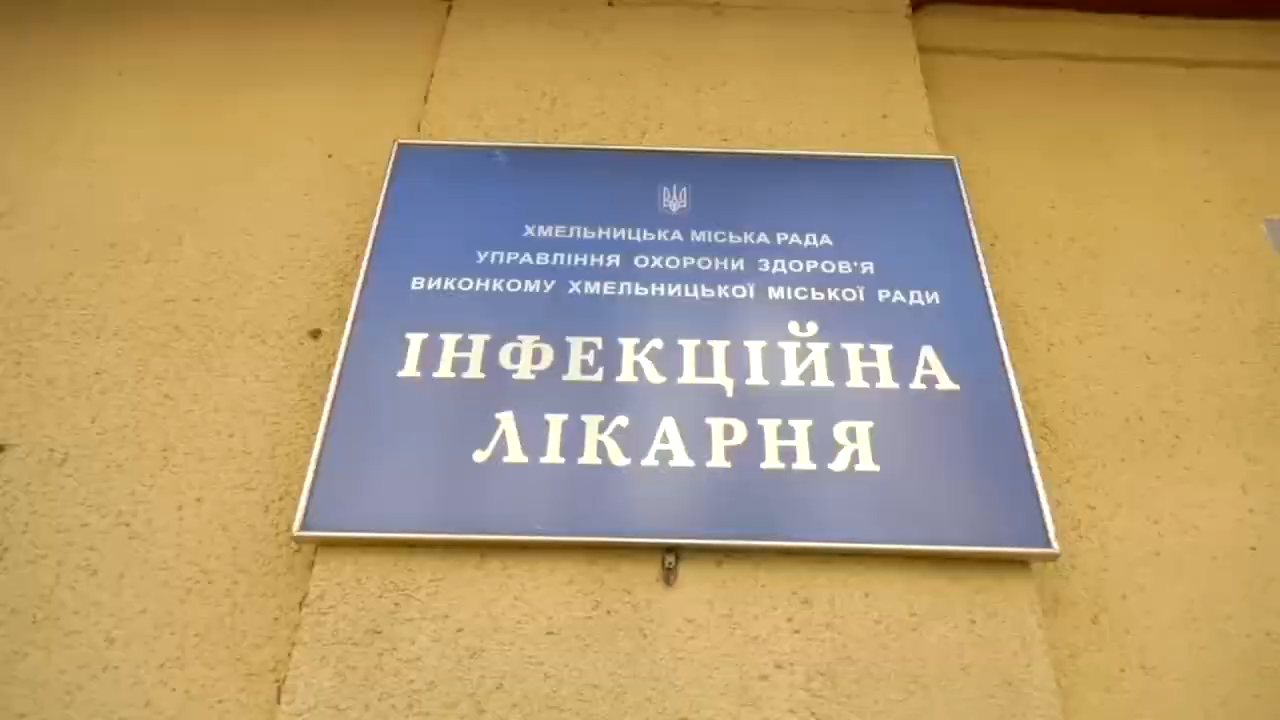 ХМЕЛЬНИЦЬКА МІСЬКА РАДА
УПРАВЛІННЯ ОХОРОНИ ЗДОРОВ'Я
ВИКОНКОМУ ХМЕЛЬНИЦЬКОЇ МІСЬКОЇ РАДИ
ІНФЕКЦІЙНА
ЛІКАРНЯ